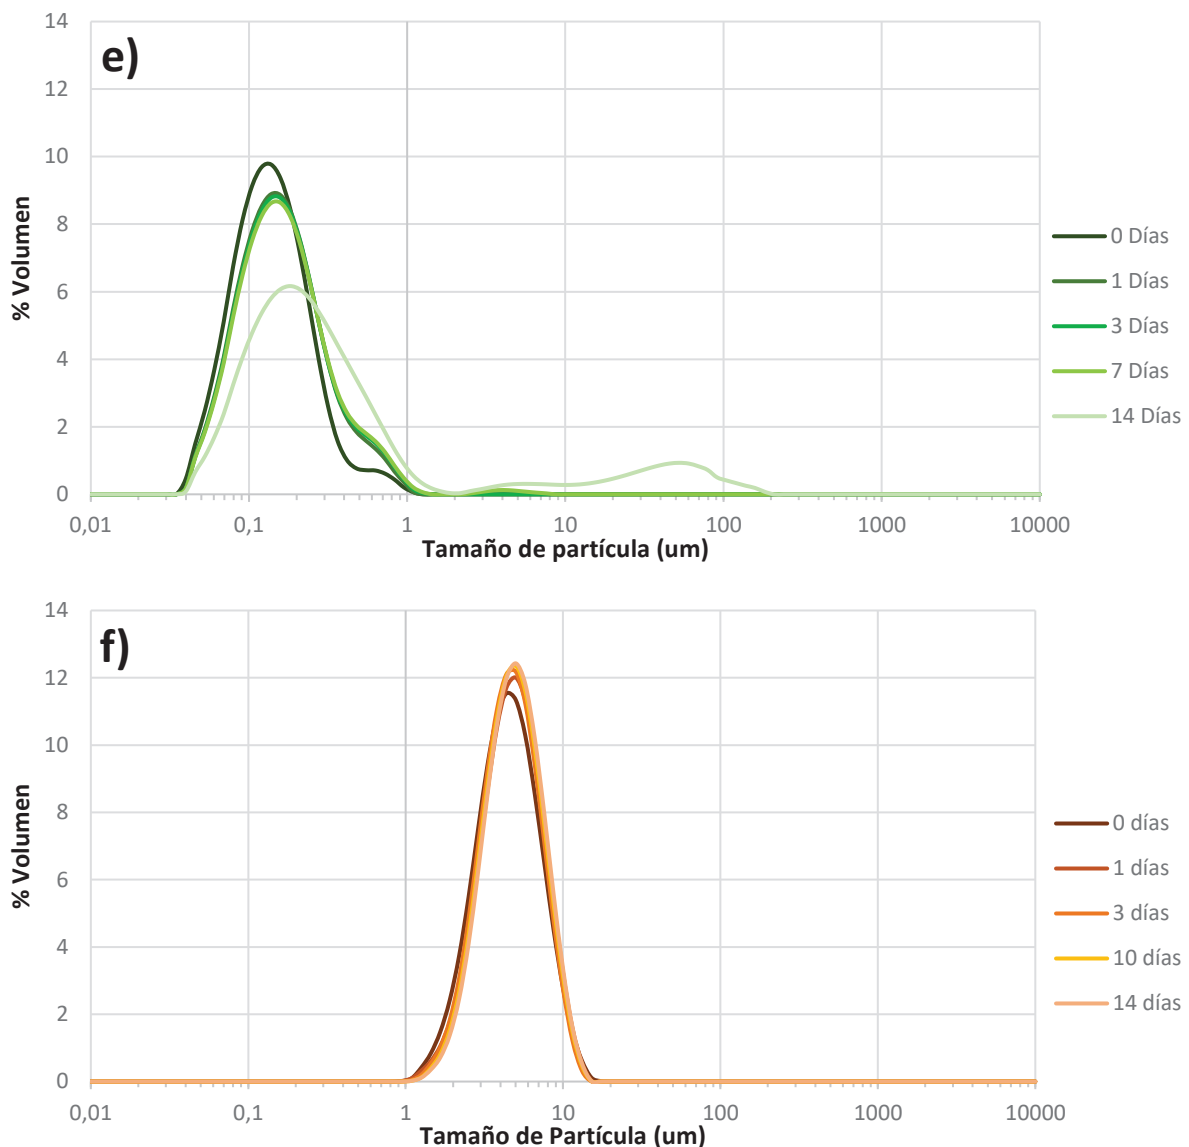 14
e)
12
10
8
6
4
2
0
% Volumen
0,01 0,1 1 10 100 1000 10000
Tamaño de partícula (um)
0 Días
1 Días
3 Días
7 Días
14 Días
14
f)
12
10
8
6
4
2
0
% Volumen
0,01 0,1 1 10 100 1000 10000
Tamaño de Partícula (um)
0 días
1 días
3 días
10 días
14 días